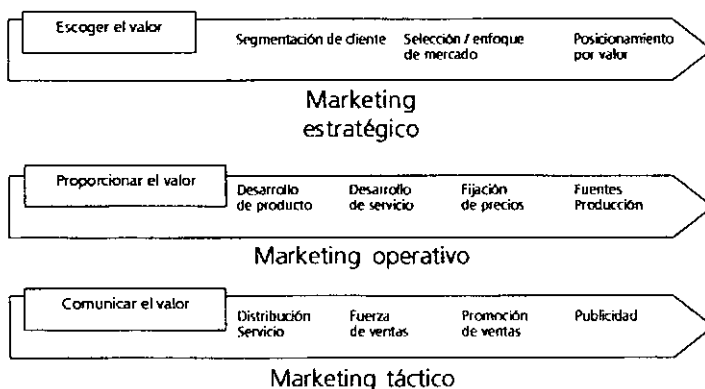 Escoger el valor
Segmentación de cliente
Selección / enfoque
de mercado
Posicionamiento
por valor
Marketing
estratégico
Proporcionar el valor
Desarrollo
de producto
Desarrollo
de servicio
Fijación
de precios
Fuentes
Producción
Marketing operativo
Comunicar el valor
Distribución
Servicio
Fuerza
de ventas
Promoción
de ventas
Publicidad
Marketing táctico